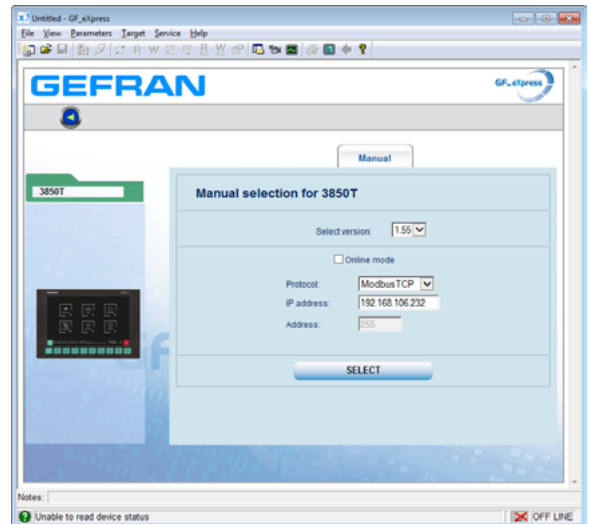 Untitled - GF_eXpress
File View Parameters Target Service Help
R W
GEFRAN
GF_eXpress
Manual
3850T
Manual selection for 3850T
Select version: 1.55
Online mode
Protocol: ModbusTCP
IP address: 192.168.106.232
Address: 255
SELECT
Notes:
Unable to read device status
OFF LINE